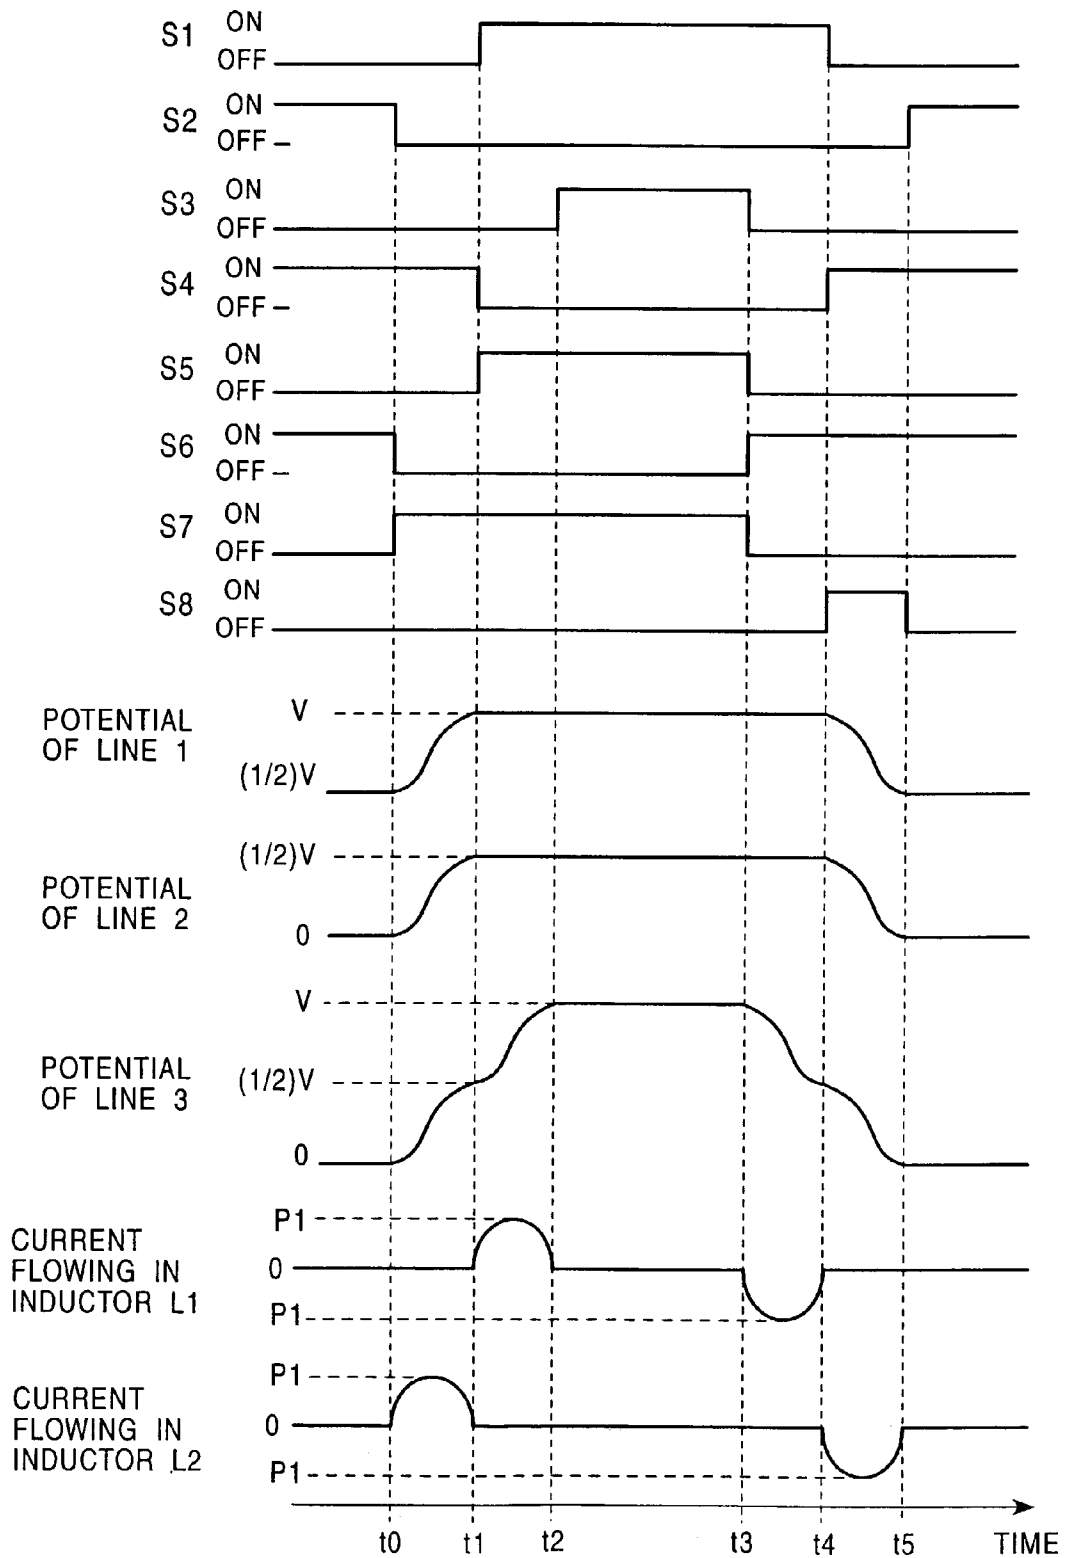 S1 ON
OFF
S2 ON
OFF
S3 ON
OFF
S4 ON
OFF
S5 ON
OFF
S6 ON
OFF
S7 ON
OFF
S8 ON
OFF
POTENTIAL
OF LINE 1
V
(1/2)V
POTENTIAL
OF LINE 2
(1/2)V
0
POTENTIAL
OF LINE 3
V
(1/2)V
0
CURRENT
FLOWING IN
INDUCTOR L1
P1
0
P1
CURRENT
FLOWING IN
INDUCTOR L2
P1
0
P1
t0 t1 t2 t3 t4 t5 TIME